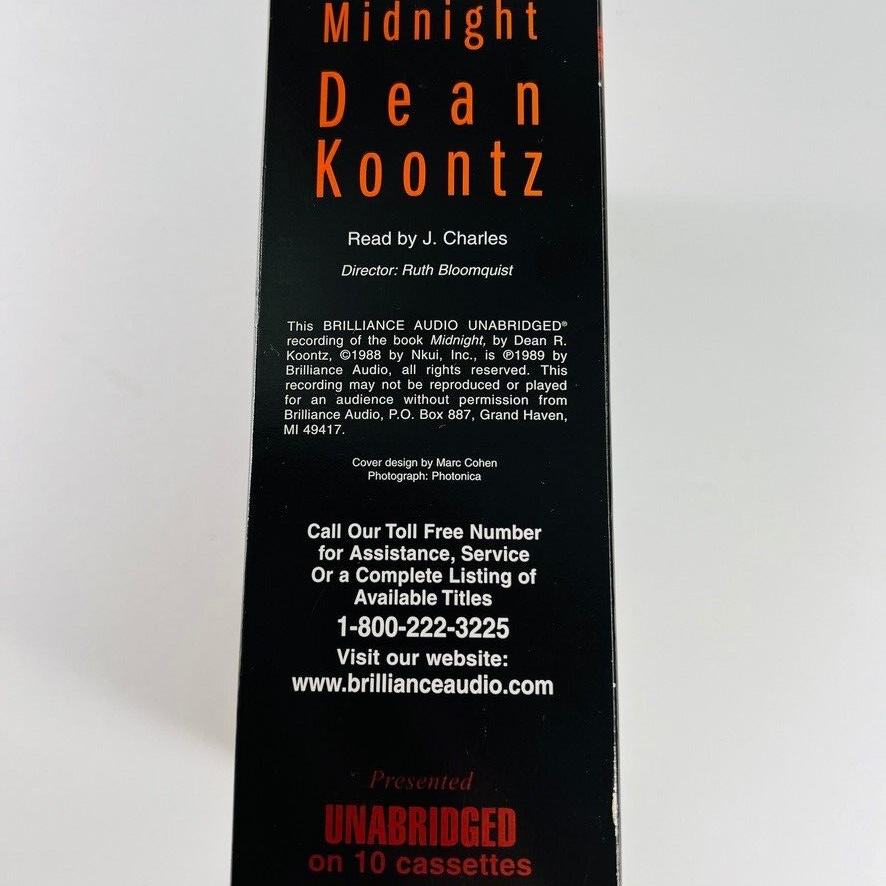 Midnight
Dean
Koontz
Read by J. Charles
Director: Ruth Bloomquist
This BRILLIANCE AUDIO UNABRIDGED®
recording of the book Midnight, by Dean R.
Koontz, ©1988 by Nkui, Inc., is ℗1989 by
Brilliance Audio, all rights reserved. This
recording may not be reproduced or played
for an audience without permission from
Brilliance Audio, P.O. Box 887, Grand Haven,
MI 49417.
Cover design by Marc Cohen
Photograph: Photonica
Call Our Toll Free Number
for Assistance, Service
Or a Complete Listing of
Available Titles
1-800-222-3225
Visit our website:
www.brillianceaudio.com
Presented
UNABRIDGED
on 10 cassettes